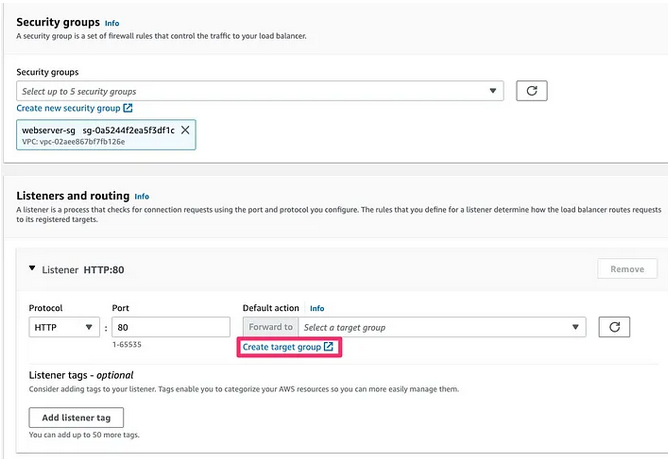 Security groups Info
A security group is a set of firewall rules that control the traffic to your load balancer.
Security groups
Select up to 5 security groups
Create new security group
webserver-sg sg-0a5244f2ea5f3df1c
VPC: vpc-02aee867bf7fb126e
Listeners and routing Info
A listener is a process that checks for connection requests using the port and protocol you configure. The rules that you define for a listener determine how the load balancer routes requests
to its registered targets.
Listener HTTP:80
Remove
Protocol Port Default action Info
HTTP : 80 Forward to Select a target group
1-65535 Create target group
Listener tags - optional
Consider adding tags to your listener. Tags enable you to categorize your AWS resources so you can more easily manage them.
Add listener tag
You can add up to 50 more tags.